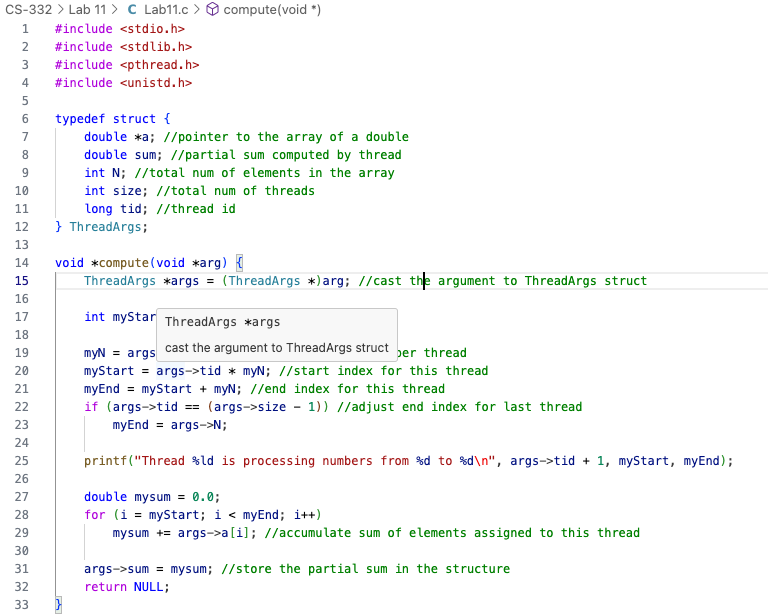 CS-332 > Lab 11 > C Lab11.c > compute(void *)
1 #include <stdio.h>
2 #include <stdlib.h>
3 #include <pthread.h>
4 #include <unistd.h>
5
6 typedef struct {
7 double *a; //pointer to the array of a double
8 double sum; //partial sum computed by thread
9 int N; //total num of elements in the array
10 int size; //total num of threads
11 long tid; //thread id
12 } ThreadArgs;
13
14 void *compute(void *arg) {
15 ThreadArgs *args = (ThreadArgs *)arg; //cast the argument to ThreadArgs struct
16
17 int myStar
ThreadArgs *args
18
cast the argument to ThreadArgs struct
19 myN = args per thread
20 myStart = args->tid * myN; //start index for this thread
21 myEnd = myStart + myN; //end index for this thread
22 if (args->tid == (args->size - 1)) //adjust end index for last thread
23 myEnd = args->N;
24
25 printf("Thread %ld is processing numbers from %d to %d\n", args->tid + 1, myStart, myEnd);
26
27 double mysum = 0.0;
28 for (i = myStart; i < myEnd; i++)
29 mysum += args->a[i]; //accumulate sum of elements assigned to this thread
30
31 args->sum = mysum; //store the partial sum in the structure
32 return NULL;
33 }